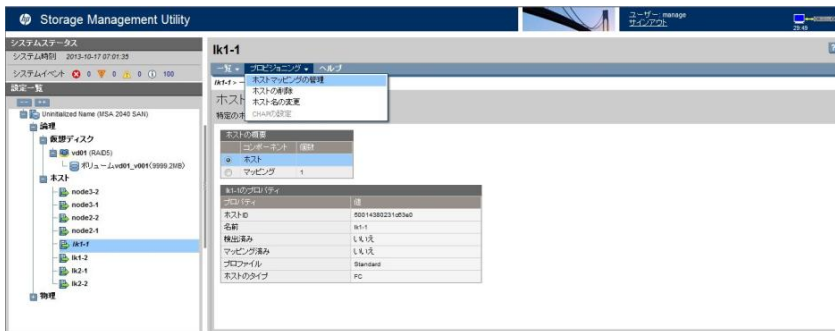 hp Storage Management Utility
ユーザー: manage
サインアウト
29:49
システムステータス
システム時刻 2013-10-17 07:01:35
システムイベント 0 0 0 100
設定一覧
Uninitialized Name (MSA 2040 SAN)
論理
仮想ディスク
vd01 (RAID5)
ボリュームvd01_v001(9999.2MB)
ホスト
node3-2
node3-1
node2-2
node2-1
lk1-1
lk1-2
lk2-1
lk2-2
物理
lk1-1
一覧 プロビジョニング ヘルプ
lk1-1 >
ホストマッピングの管理
ホストの削除
ホスト名の変更
CHAPの設定
ホスト
特定のホ
ホストの概要
コンポーネント 個数
ホスト
マッピング 1
lk1-1のプロパティ
プロパティ 値
ホストID
名前 lk1-1
検出済み いいえ
マッピング済み いいえ
プロファイル Standard
ホストのタイプ FC